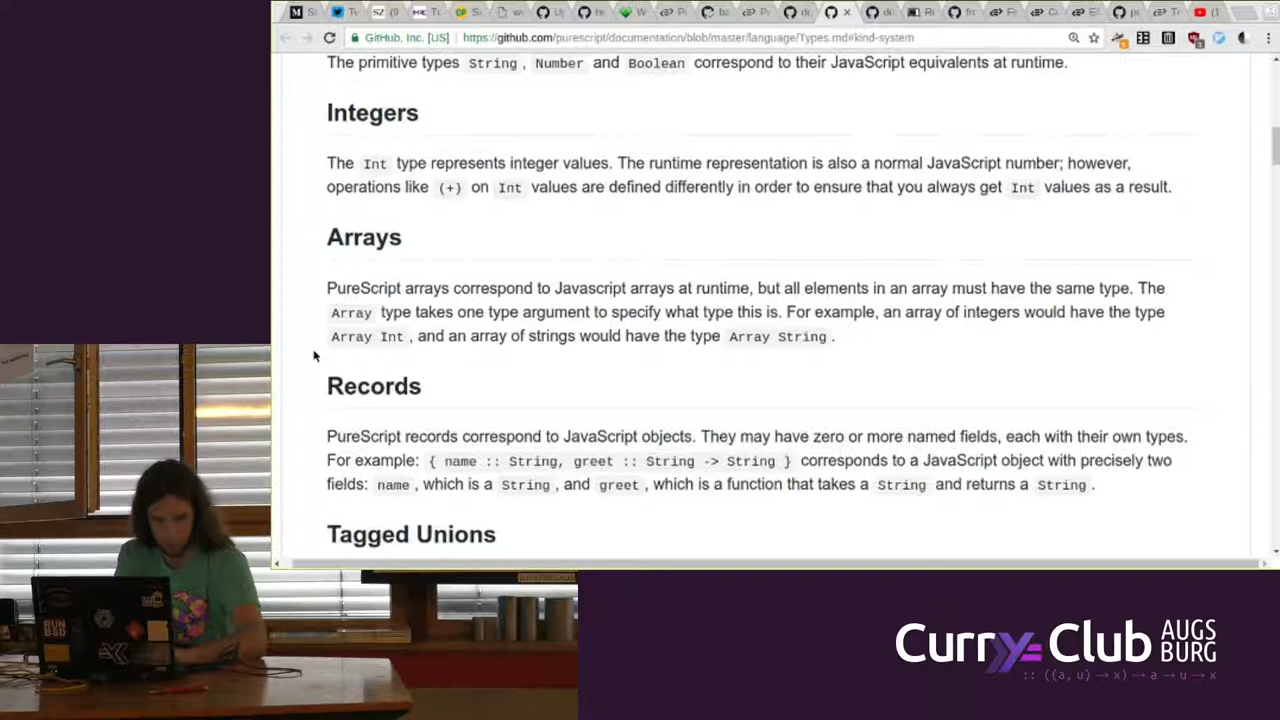 GitHub, Inc. [US]
https://github.com/purescript/documentation/blob/master/language/Types.md#kind-system
The primitive types String, Number and Boolean correspond to their JavaScript equivalents at runtime.
Integers
The Int type represents integer values. The runtime representation is also a normal JavaScript number; however,
operations like (+) on Int values are defined differently in order to ensure that you always get Int values as a result.
Arrays
PureScript arrays correspond to Javascript arrays at runtime, but all elements in an array must have the same type. The
Array type takes one type argument to specify what type this is. For example, an array of integers would have the type
Array Int, and an array of strings would have the type Array String.
Records
PureScript records correspond to JavaScript objects. They may have zero or more named fields, each with their own types.
For example: { name :: String, greet :: String -> String } corresponds to a JavaScript object with precisely two
fields: name, which is a String, and greet, which is a function that takes a String and returns a String.
Tagged Unions
RUN
BSD
Curry Club AUGS
BURG
:: ((a, u) → x) → a → u → x